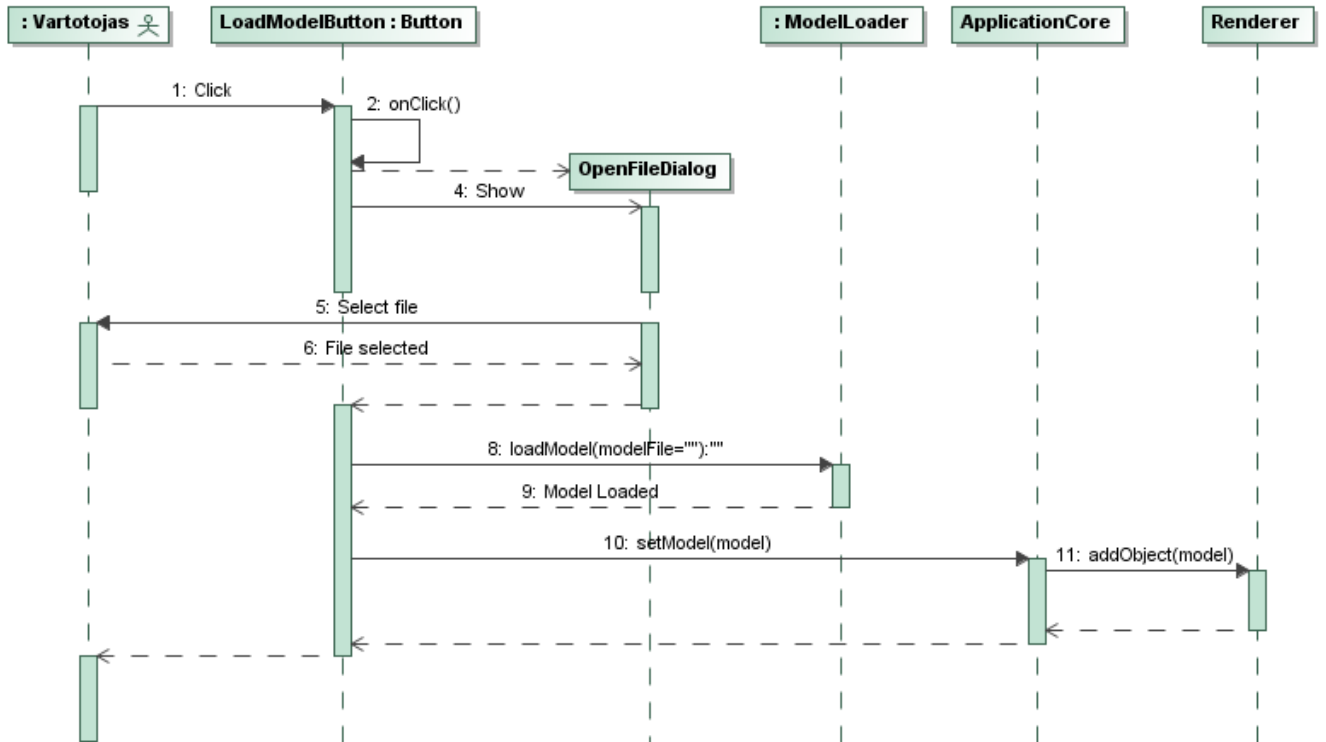 : Vartotojas
LoadModelButton : Button
: ModelLoader
ApplicationCore
Renderer
1: Click
2: onClick()
OpenFileDialog
4: Show
5: Select file
6: File selected
8: loadModel(modelFile=""):""
9: Model Loaded
10: setModel(model)
11: addObject(model)